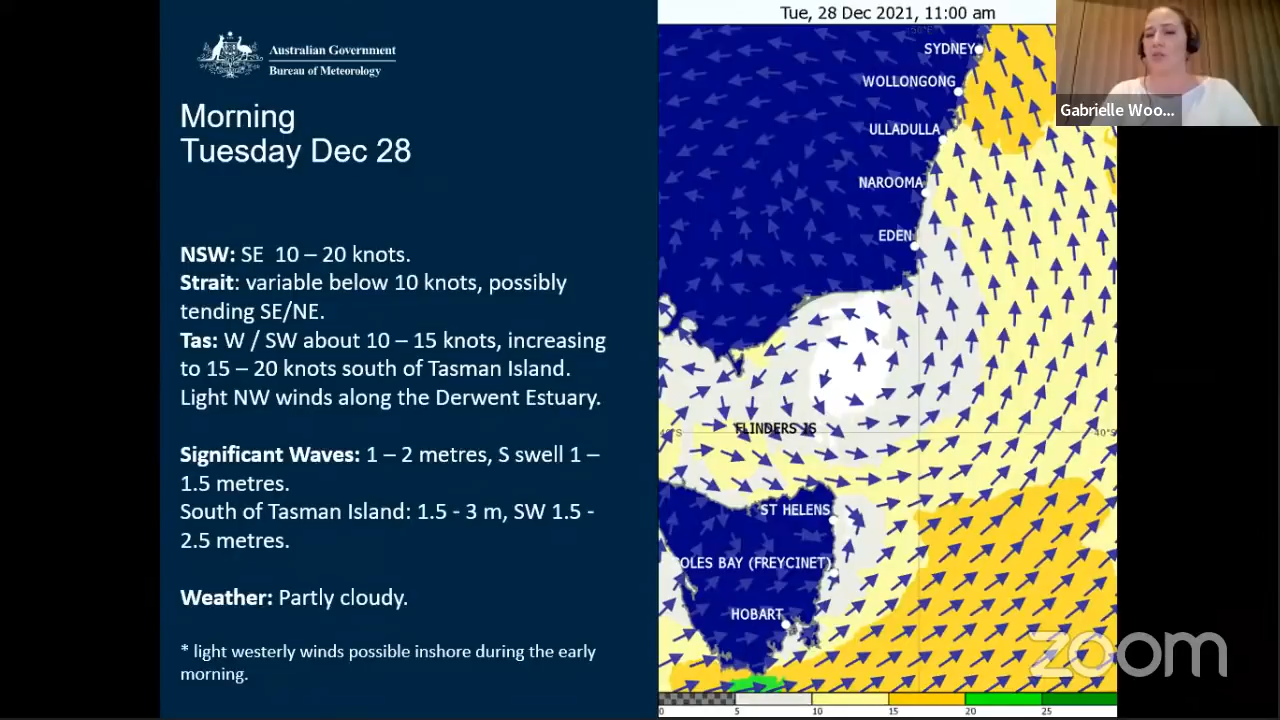 Tue, 28 Dec 2021, 11:00 am
Australian Government
Bureau of Meteorology
Morning
Tuesday Dec 28
NSW: SE 10 – 20 knots.
Strait: variable below 10 knots, possibly
tending SE/NE.
Tas: W / SW about 10 – 15 knots, increasing
to 15 – 20 knots south of Tasman Island.
Light NW winds along the Derwent Estuary.
Significant Waves: 1 – 2 metres, S swell 1 –
1.5 metres.
South of Tasman Island: 1.5 - 3 m, SW 1.5 -
2.5 metres.
Weather: Partly cloudy.
* light westerly winds possible inshore during the early
morning.
SYDNEY
WOLLONGONG
ULLADULLA
NAROOMA
EDEN
FLINDERS IS
40°S
40°S
ST HELENS
OLES BAY (FREYCINET)
HOBART
0 5 10 15 20 25
Gabrielle Woo...
zoom